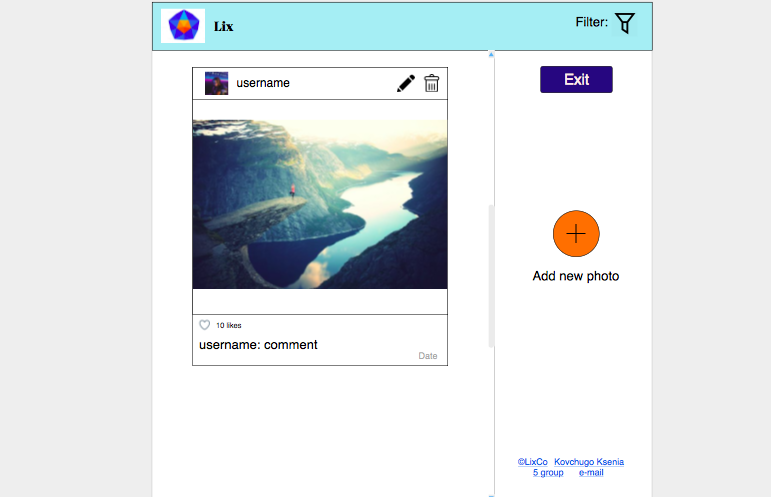 Lix
Filter:
username
Exit
Add new photo
10 likes
username: comment
Date
©LixCo Kovchugo Ksenia
5 group e-mail